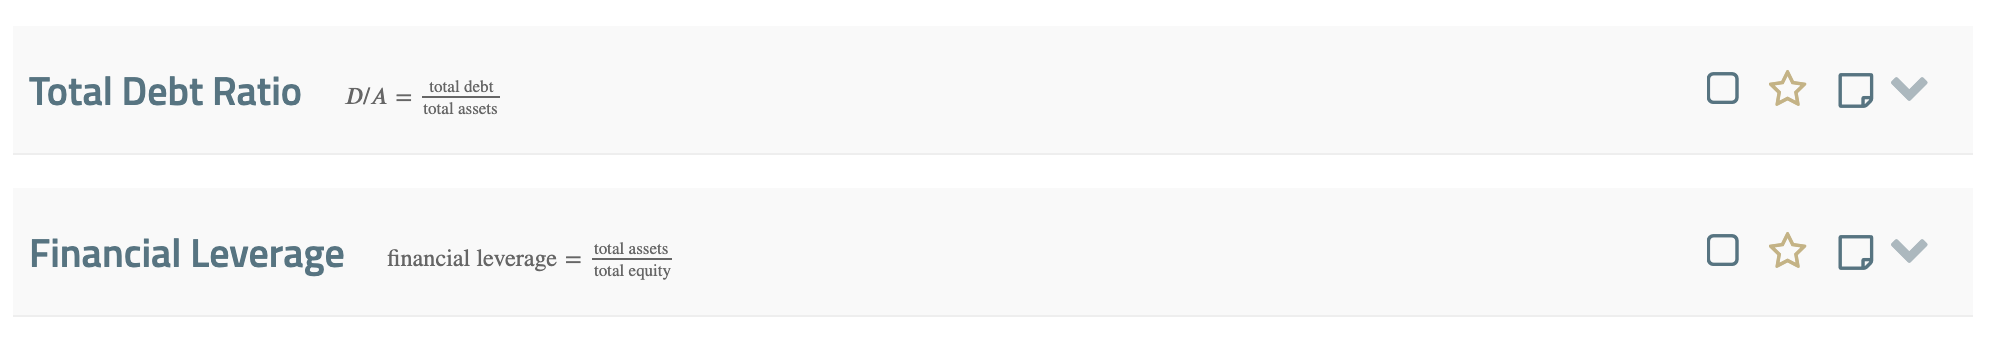 Total Debt Ratio D/A = total debt / total assets
Financial Leverage financial leverage = total assets / total equity